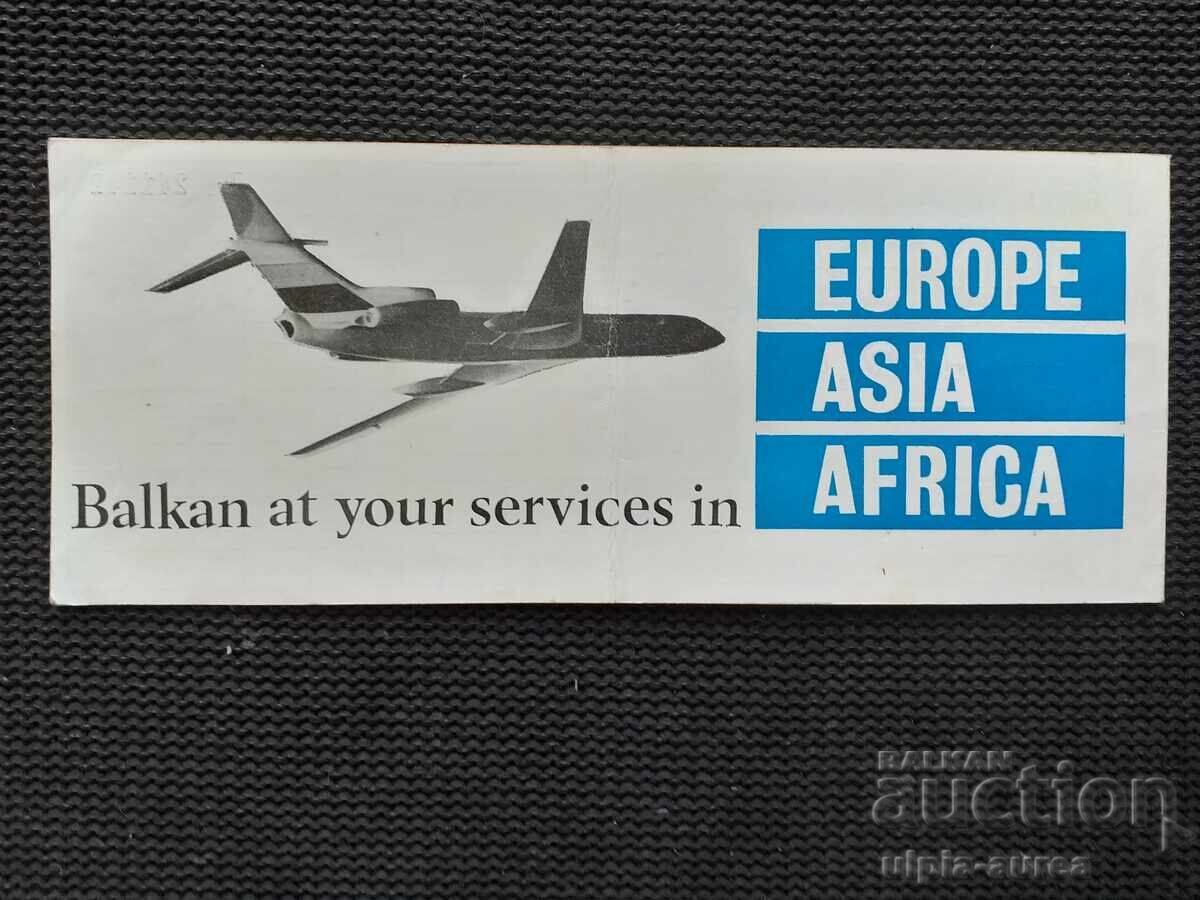 EUROPE
ASIA
AFRICA
Balkan at your services in
BALKAN
auction
ulpia-aurea